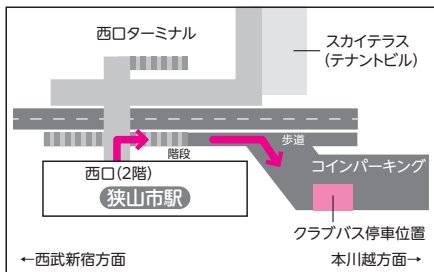 西口ターミナル
スカイテラス
(テナントビル)
歩道
階段
コインパーキング
西口(2階)
狭山市駅
クラブバス停車位置
←西武新宿方面
本川越方面→